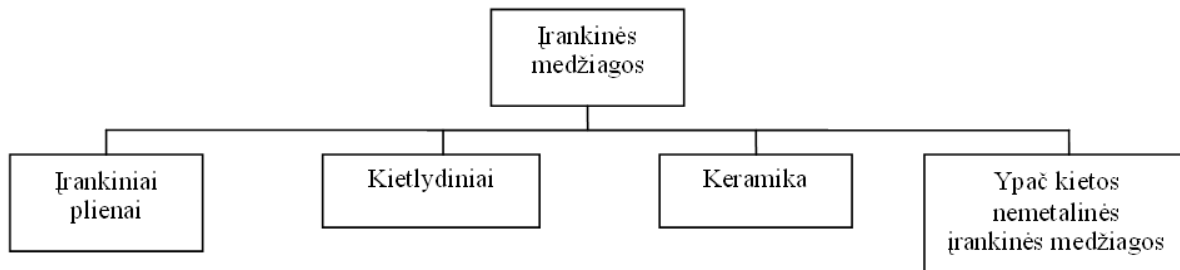 Įrankinės
medžiagos
Įrankiniai
plienai
Kietlydiniai
Keramika
Ypač kietos
nemetalinės
įrankinės medžiagos